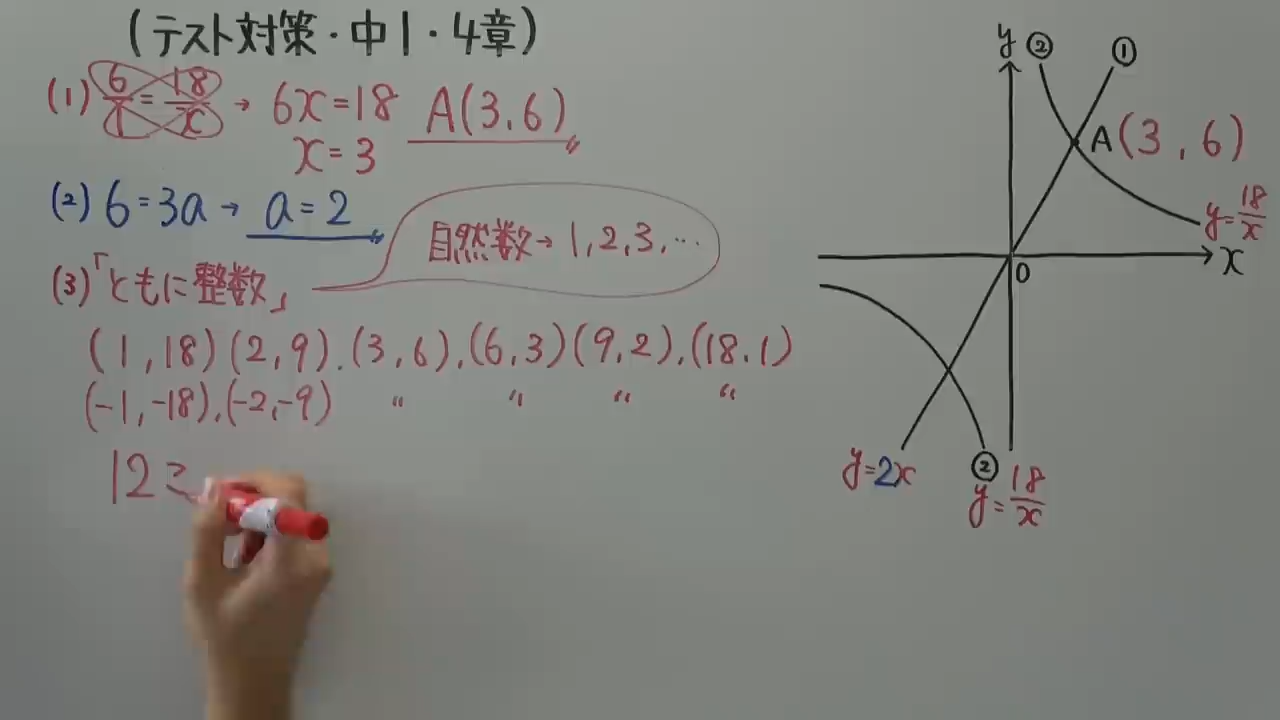 (テスト対策・中1・4章)
(1) 6/1 = 18/x → 6x=18 A(3,6)
x=3
(2) 6=3a → a=2
自然数→1,2,3,…
(3)「ともに整数」
(1,18)(2,9).(3,6),(6,3)(9,2),(18.1)
(-1,-18),(-2,-9) 〃 〃 〃 〃
12こ
y ② ①
A(3,6)
y=18/x
x
O
y=2x ②
y=18/x